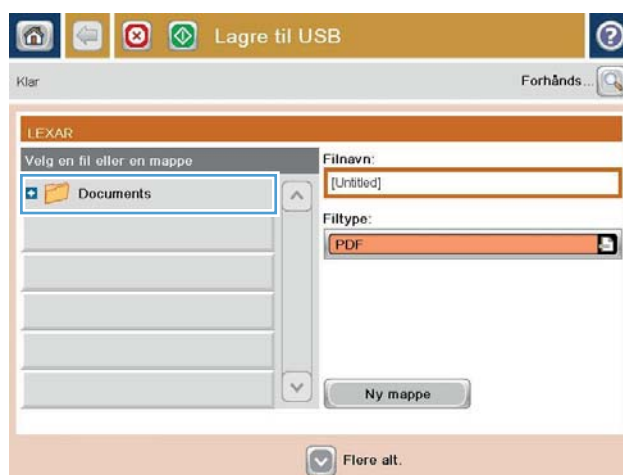 Lagre til USB
Klar
Forhånds...
LEXAR
Velg en fil eller en mappe
Documents
Filnavn:
[Untitled]
Filtype:
PDF
Ny mappe
Flere alt.